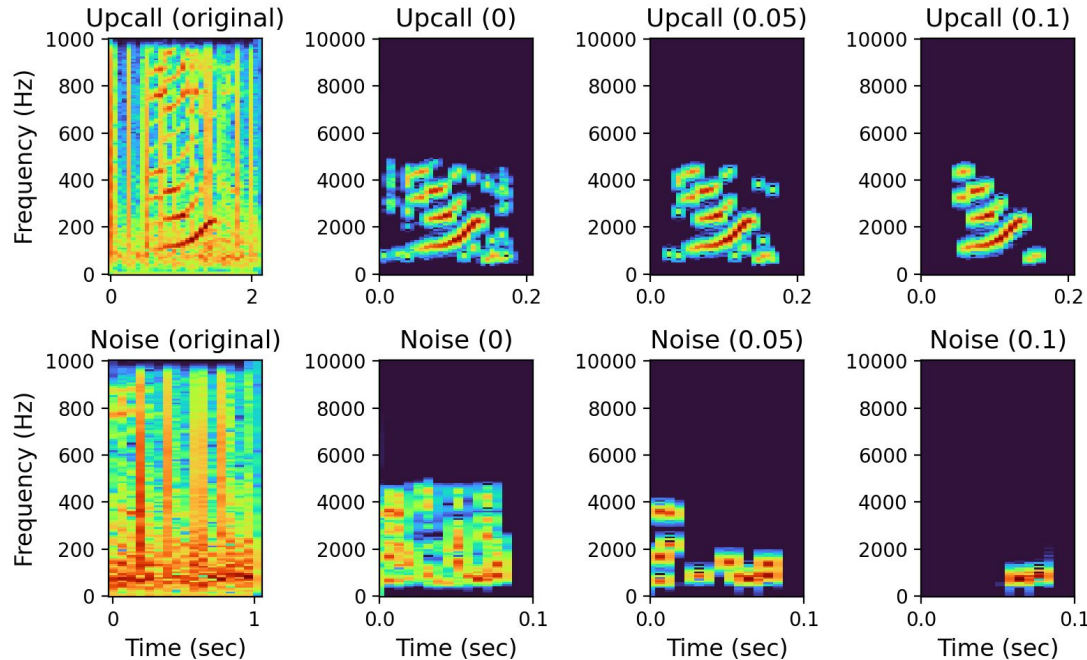 Upcall (original) Upcall (0) Upcall (0.05) Upcall (0.1)
1000 10000 10000 10000
800 8000 8000 8000
600 6000 6000 6000
400 4000 4000 4000
200 2000 2000 2000
0 0 0 0
Frequency (Hz)
0 2 0.0 0.2 0.0 0.2 0.0 0.2
Noise (original) Noise (0) Noise (0.05) Noise (0.1)
1000 10000 10000 10000
800 8000 8000 8000
600 6000 6000 6000
400 4000 4000 4000
200 2000 2000 2000
0 0 0 0
Frequency (Hz)
0 1 0.0 0.1 0.0 0.1 0.0 0.1
Time (sec) Time (sec) Time (sec) Time (sec)